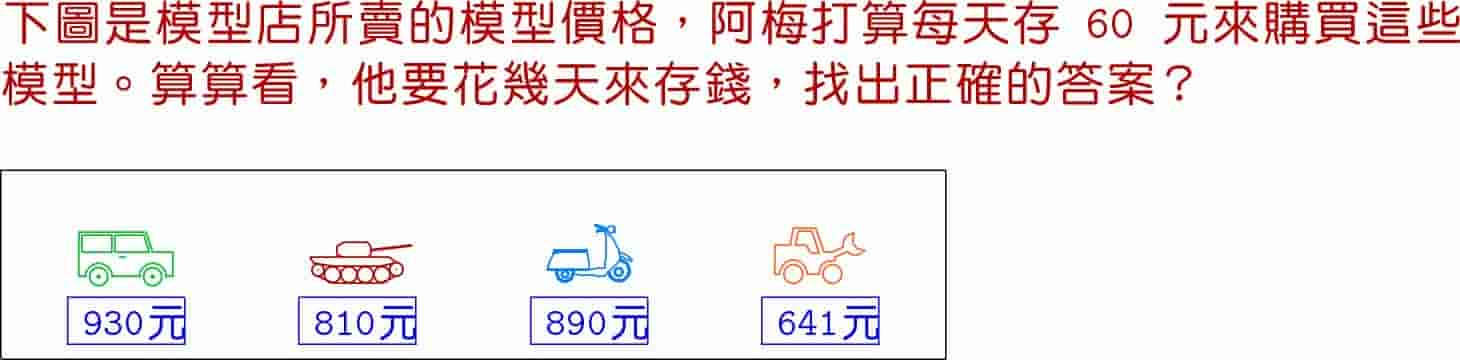 下圖是模型店所賣的模型價格，阿梅打算每天存 60 元來購買這些
模型。算算看，他要花幾天來存錢，找出正確的答案？
930元 810元 890元 641元